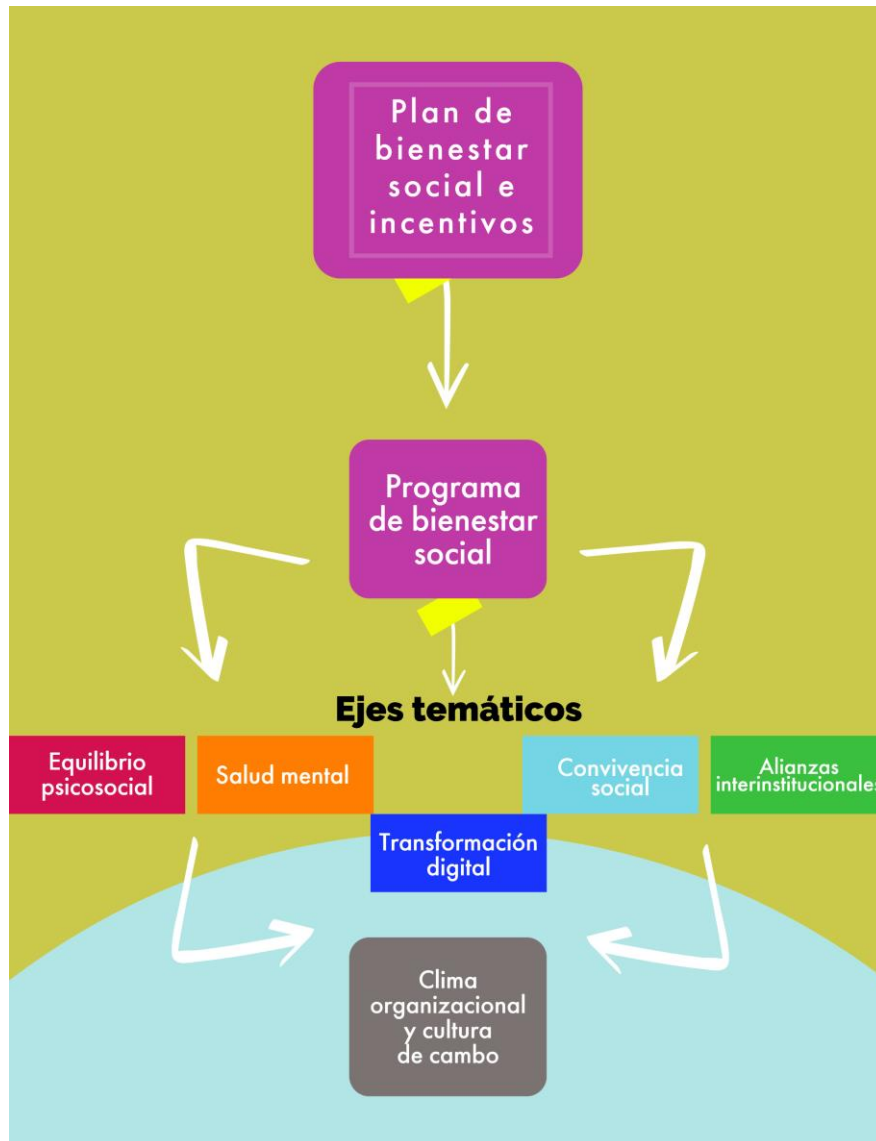 Plan de
bienestar
social e
incentivos
Programa
de bienestar
social
Ejes temáticos
Equilibrio
psicosocial
Salud mental
Convivencia
social
Alianzas
interinstitucionales
Transformación
digital
Clima
organizacional
y cultura
de cambo